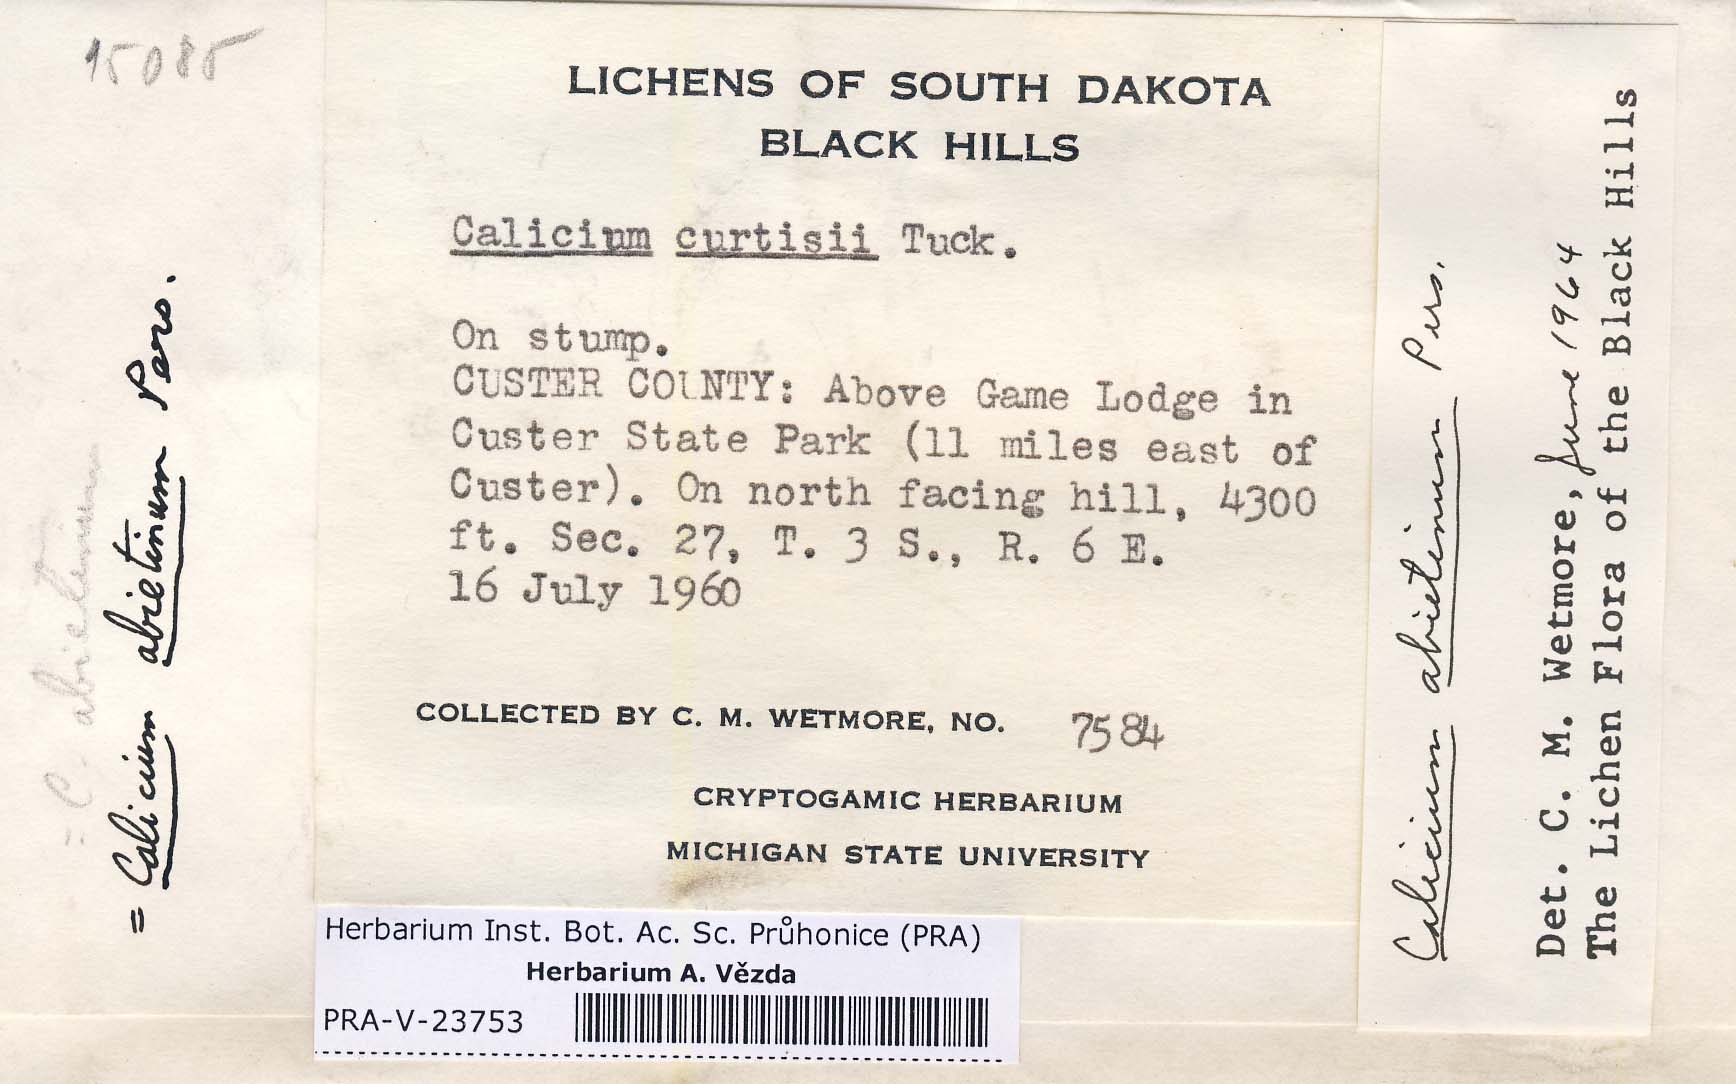 15085
LICHENS OF SOUTH DAKOTA
BLACK HILLS
Calicium curtisii Tuck.
On stump.
CUSTER COUNTY: Above Game Lodge in
Custer State Park (11 miles east of
Custer). On north facing hill, 4300
ft. Sec. 27, T. 3 S., R. 6 E.
16 July 1960
COLLECTED BY C. M. WETMORE, NO. 7584
CRYPTOGAMIC HERBARIUM
MICHIGAN STATE UNIVERSITY
Herbarium Inst. Bot. Ac. Sc. Průhonice (PRA)
Herbarium A. Vězda
PRA-V-23753
= C. abietinum
= Calicium abietinum Pers.
Calicium abietinum Pers.
Det. C. M. Wetmore, June 1964
The Lichen Flora of the Black Hills